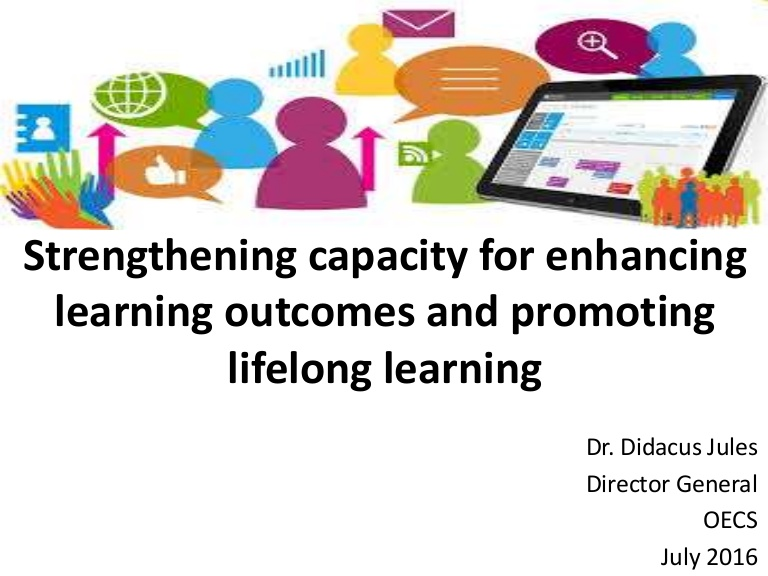 Strengthening capacity for enhancing
learning outcomes and promoting
lifelong learning
Dr. Didacus Jules
Director General
OECS
July 2016